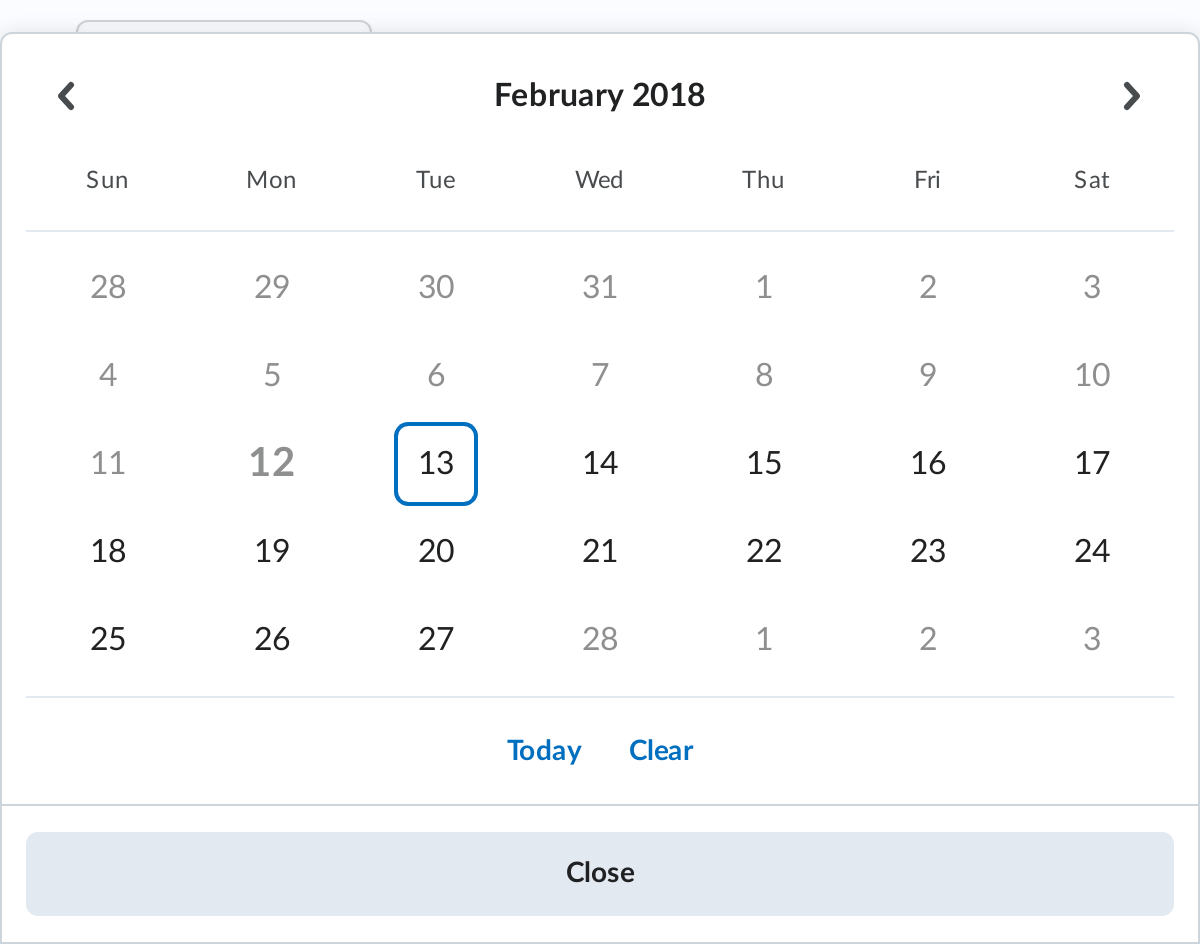 February 2018
Sun Mon Tue Wed Thu Fri Sat
28 29 30 31 1 2 3
4 5 6 7 8 9 10
11 12 13 14 15 16 17
18 19 20 21 22 23 24
25 26 27 28 1 2 3
Today Clear
Close